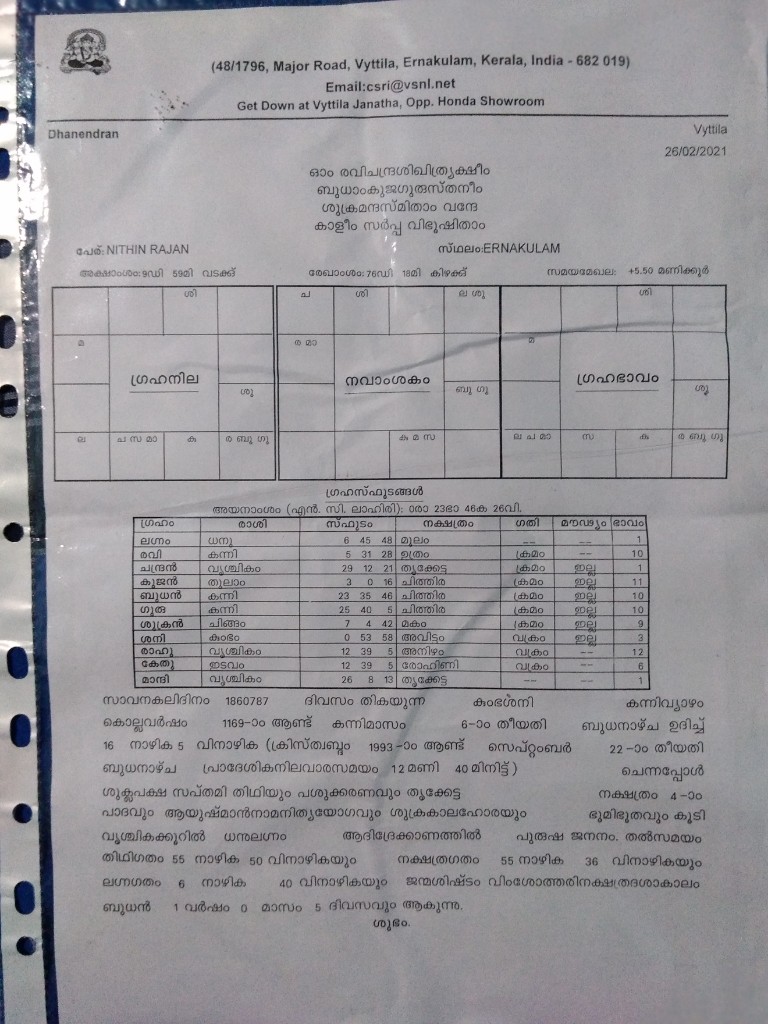 (48/1796, Major Road, Vyttila, Ernakulam, Kerala, India - 682 019)
Email:csri@vsnl.net
Get Down at Vyttila Janatha, Opp. Honda Showroom
Dhanendran Vyttila
26/02/2021
ഓം രവിചന്ദ്രശിഖിത്ര്യക്ഷീം
ബുധാംകുജഗുരുസ്തനീം
ശുക്രമന്ദസ്മിതാം വന്ദേ
കാളീം സർപ്പ വിഭൂഷിതാം
പേര്: NITHIN RAJAN സ്ഥലം:ERNAKULAM
അക്ഷാംശം:9ഡി 59മി വടക്ക് രേഖാംശം:76ഡി 18മി കിഴക്ക് സമയമേഖല: +5.50 മണിക്കൂർ
ശി ച ശി ല ശു ശി
മ ര മാ മ
ഗ്രഹനില നവാംശകം ഗ്രഹഭാവം
ശു ബു ഗു ശു
ല ച സ മാ കു ര ബു ഗു കു മ സ ല ച മാ സ കു ര ബു ഗു
ഗ്രഹസ്ഫുടങ്ങൾ
അയനാംശം (എൻ. സി. ലാഹിരി): 0രാ 23ഭാ 46ക 26വി.
ഗ്രഹം രാശി സ്ഫുടം നക്ഷത്രം ഗതി മൗഢ്യം ഭാവം
ലഗ്നം ധനു 6 45 48 മൂലം -- -- 1
രവി കന്നി 5 31 28 ഉത്രം ക്രമം -- 10
ചന്ദ്രൻ വൃശ്ചികം 29 12 21 തൃക്കേട്ട ക്രമം ഇല്ല 1
കുജൻ തുലാം 3 0 16 ചിത്തിര ക്രമം ഇല്ല 11
ബുധൻ കന്നി 23 35 46 ചിത്തിര ക്രമം ഇല്ല 10
ഗുരു കന്നി 25 40 5 ചിത്തിര ക്രമം ഇല്ല 10
ശുക്രൻ ചിങ്ങം 7 4 42 മകം ക്രമം ഇല്ല 9
ശനി കുംഭം 0 53 58 അവിട്ടം വക്രം ഇല്ല 3
രാഹു വൃശ്ചികം 12 39 5 അനിഴം വക്രം -- 12
കേതു ഇടവം 12 39 5 രോഹിണി വക്രം -- 6
മാന്ദി വൃശ്ചികം 26 8 13 തൃക്കേട്ട -- -- 1
സാവനകലിദിനം 1860787 ദിവസം തികയുന്ന കുംഭശനി കന്നിവ്യാഴം
കൊല്ലവർഷം 1169-ാം ആണ്ട് കന്നിമാസം 6-ാം തീയതി ബുധനാഴ്ച ഉദിച്ച്
16 നാഴിക 5 വിനാഴിക (ക്രിസ്ത്വബ്ദം 1993-ാം ആണ്ട് സെപ്റ്റംബർ 22-ാം തീയതി
ബുധനാഴ്ച പ്രാദേശികനിലവാരസമയം 12മണി 40മിനിട്ട്) ചെന്നപ്പോൾ
ശുക്ലപക്ഷ സപ്തമി തിഥിയും പശുക്കരണവും തൃക്കേട്ട നക്ഷത്രം 4-ാം
പാദവും ആയുഷ്മാൻനാമനിത്യയോഗവും ശുക്രകാലഹോരയും ഭൂമിഭൂതവും കൂടി
വൃശ്ചികക്കൂറിൽ ധനുലഗ്നം ആദിദ്രേക്കാണത്തിൽ പുരുഷ ജനനം. തൽസമയം
തിഥിഗതം 55 നാഴിക 50 വിനാഴികയും നക്ഷത്രഗതം 55 നാഴിക 36 വിനാഴികയും
ലഗ്നഗതം 6 നാഴിക 40 വിനാഴികയും ജന്മശിഷ്ടം വിംശോത്തരിനക്ഷത്രദശാകാലം
ബുധൻ 1 വർഷം 0 മാസം 5 ദിവസവും ആകുന്നു.
ശുഭം.